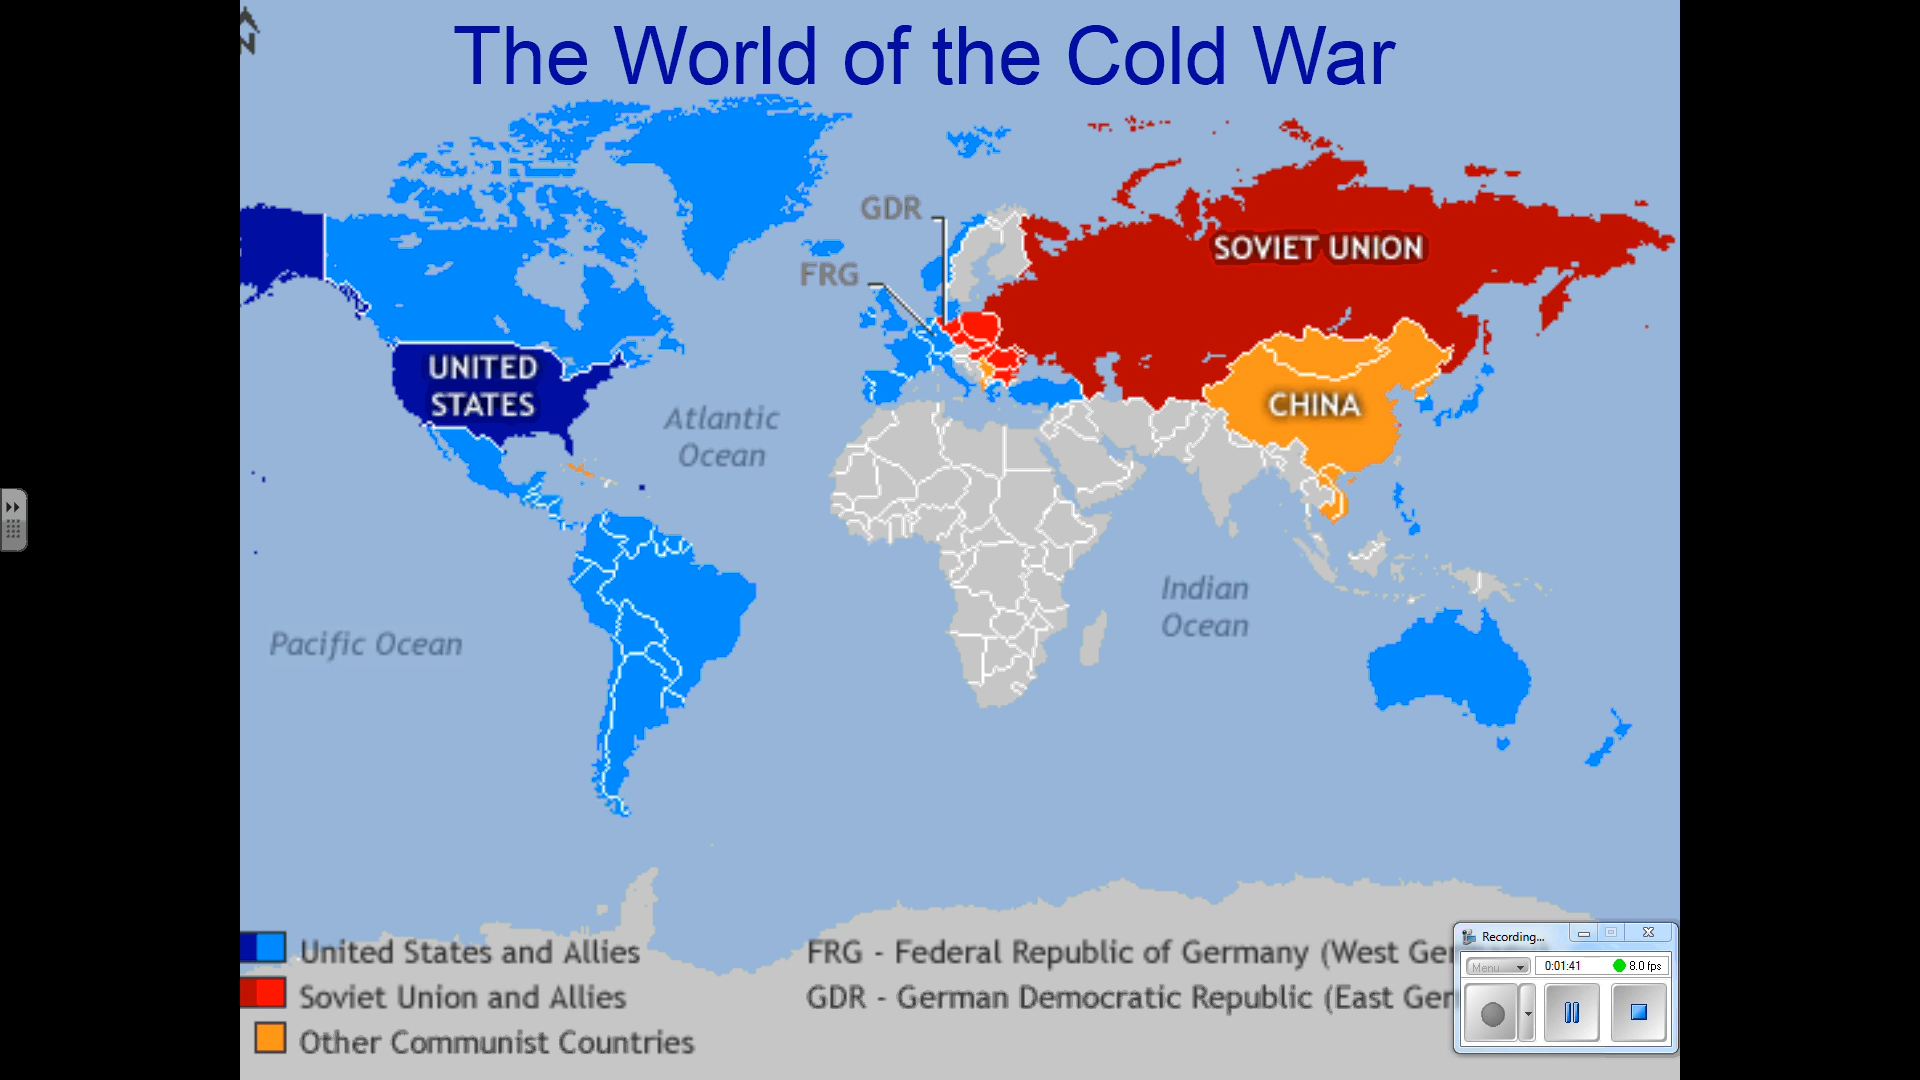 N
The World of the Cold War
GDR
FRG
SOVIET UNION
UNITED
STATES
CHINA
Atlantic
Ocean
Indian
Ocean
Pacific Ocean
United States and Allies
Soviet Union and Allies
Other Communist Countries
FRG - Federal Republic of Germany (West Ger
GDR - German Democratic Republic (East Ger
Recording...
Menu
0:01:41
8.0 fps